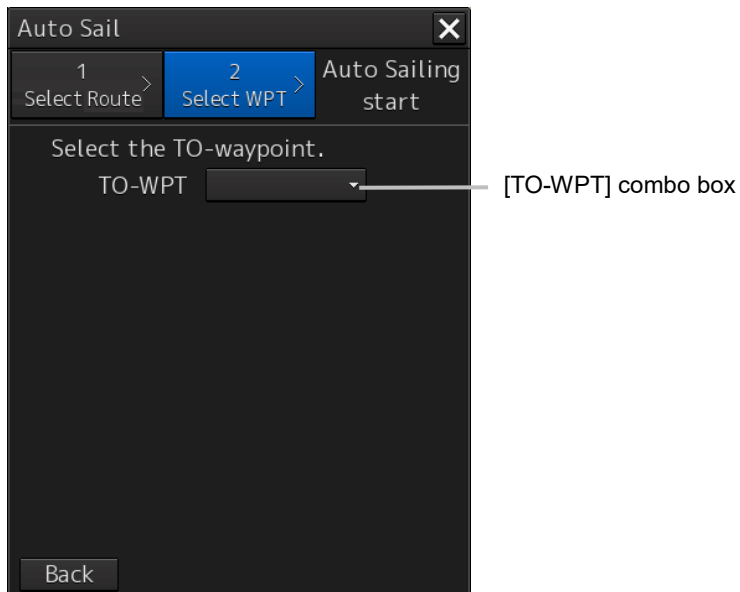 Auto Sail
1
Select Route
2
Select WPT
Auto Sailing
start
Select the TO-waypoint.
TO-WPT
[TO-WPT] combo box
Back